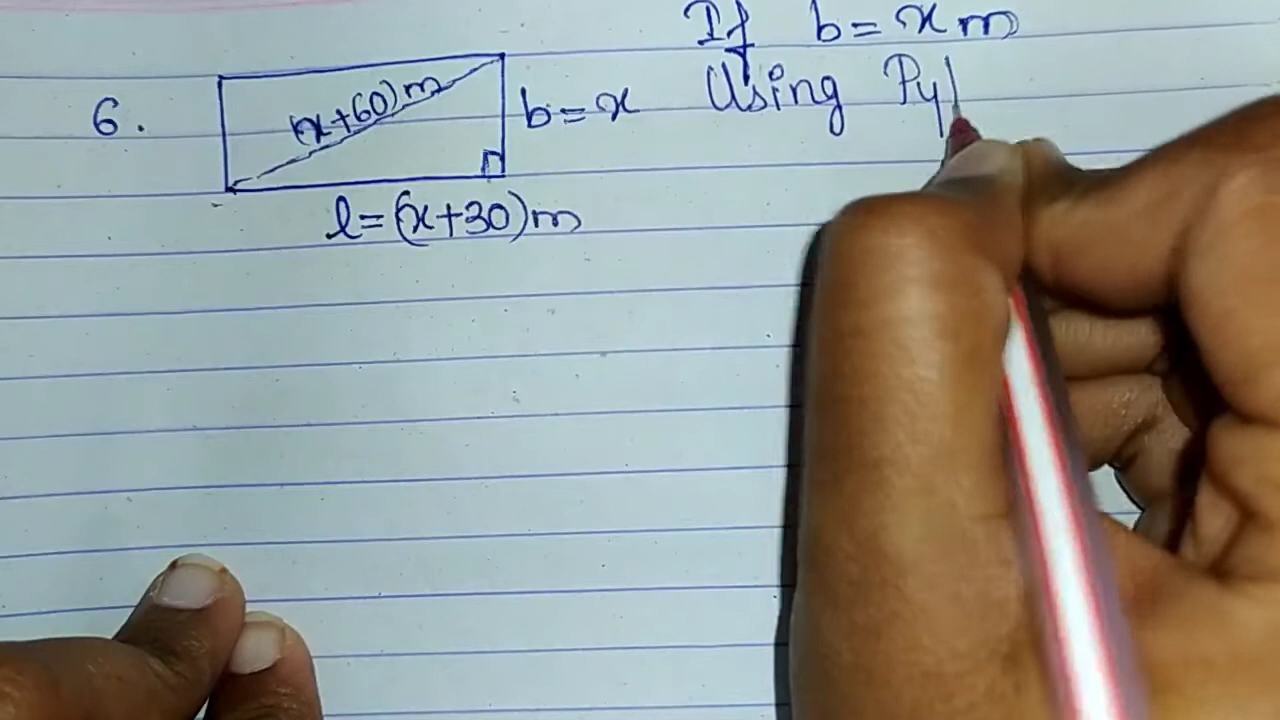 If b = x m
6. (x+60)m b = x Using Py
l = (x+30)m